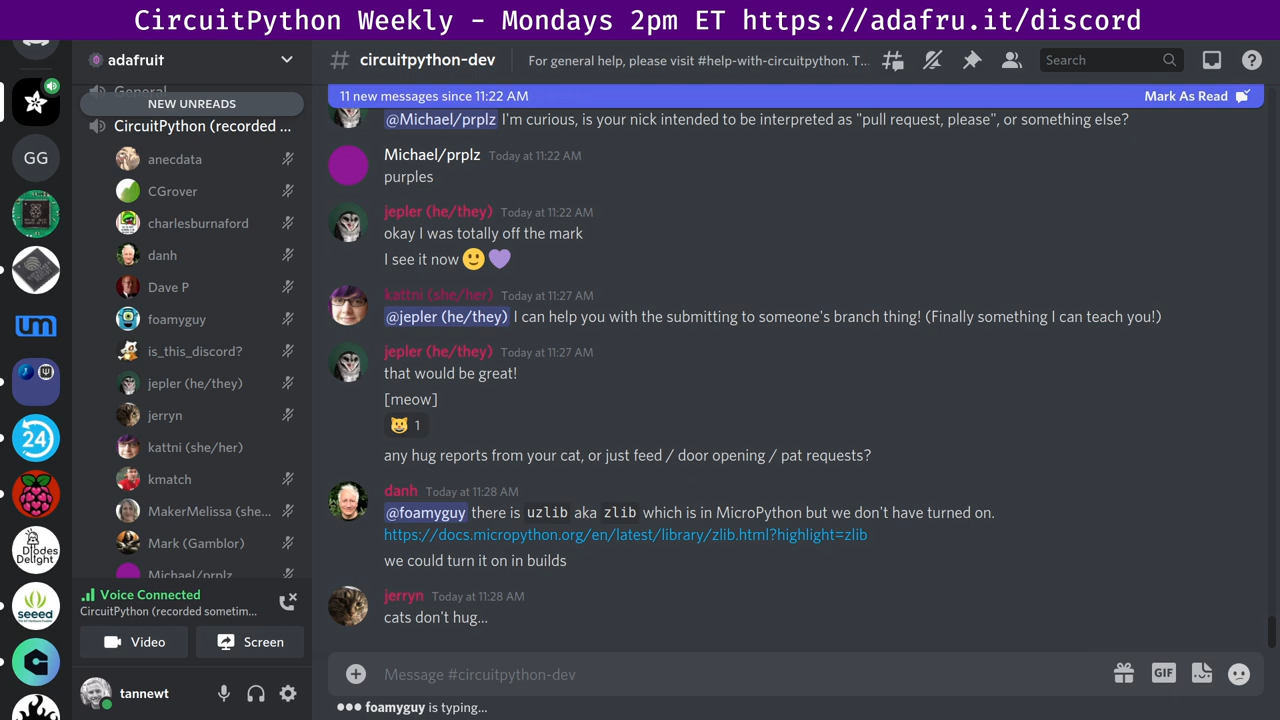 CircuitPython Weekly - Mondays 2pm ET https://adafru.it/discord
adafruit
General
NEW UNREADS
CircuitPython (recorded ...
anecdata
CGrover
charlesburnaford
danh
Dave P
foamyguy
is_this_discord?
jepler (he/they)
jerryn
kattni (she/her)
kmatch
MakerMelissa (she...
Mark (Gamblor)
Michael/prplz
Voice Connected
CircuitPython (recorded sometim...
Video
Screen
tannewt
GG
24
Diodes
Delight
seeed
circuitpython-dev
For general help, please visit #help-with-circuitpython. T...
Search
11 new messages since 11:22 AM
Mark As Read
@Michael/prplz I'm curious, is your nick intended to be interpreted as "pull request, please", or something else?
Michael/prplz Today at 11:22 AM
purples
jepler (he/they) Today at 11:22 AM
okay I was totally off the mark
I see it now 🙂💜
kattni (she/her) Today at 11:27 AM
@jepler (he/they) I can help you with the submitting to someone's branch thing! (Finally something I can teach you!)
jepler (he/they) Today at 11:27 AM
that would be great!
[meow]
😺 1
any hug reports from your cat, or just feed / door opening / pat requests?
danh Today at 11:28 AM
@foamyguy there is uzlib aka zlib which is in MicroPython but we don't have turned on.
https://docs.micropython.org/en/latest/library/zlib.html?highlight=zlib
we could turn it on in builds
jerryn Today at 11:28 AM
cats don't hug...
Message #circuitpython-dev
GIF
foamyguy is typing...